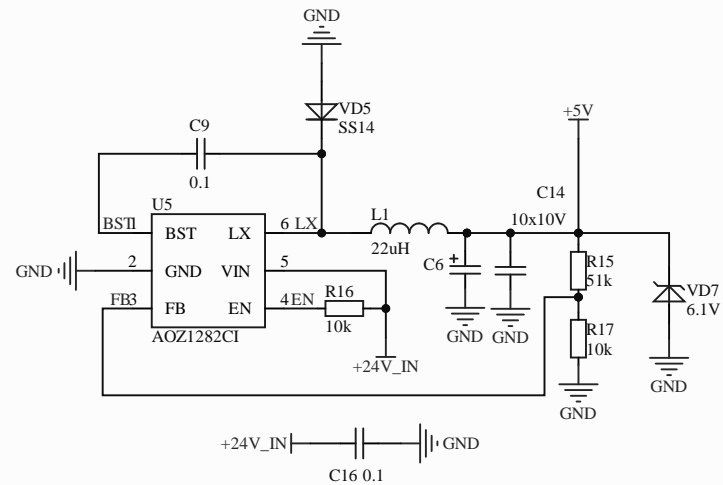 GND
VD5
SS14
+5V
C9
0.1
C14
10x10V
U5
BST1
BST
LX
6 LX
L1
22uH
GND
2
GND
VIN
5
C6
+
R15
51k
VD7
6.1V
FB3
FB
EN
4 EN
R16
10k
AOZ1282CI
GND
GND
R17
10k
+24V_IN
GND
GND
+24V_IN
GND
C16 0.1